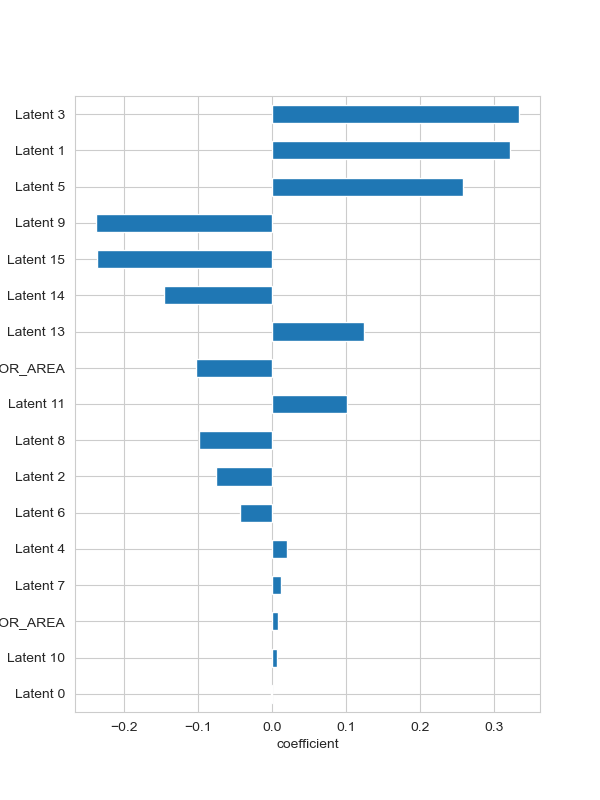 Latent 3
Latent 1
Latent 5
Latent 9
Latent 15
Latent 14
Latent 13
OR_AREA
Latent 11
Latent 8
Latent 2
Latent 6
Latent 4
Latent 7
OR_AREA
Latent 10
Latent 0
−0.2 −0.1 0.0 0.1 0.2 0.3
coefficient